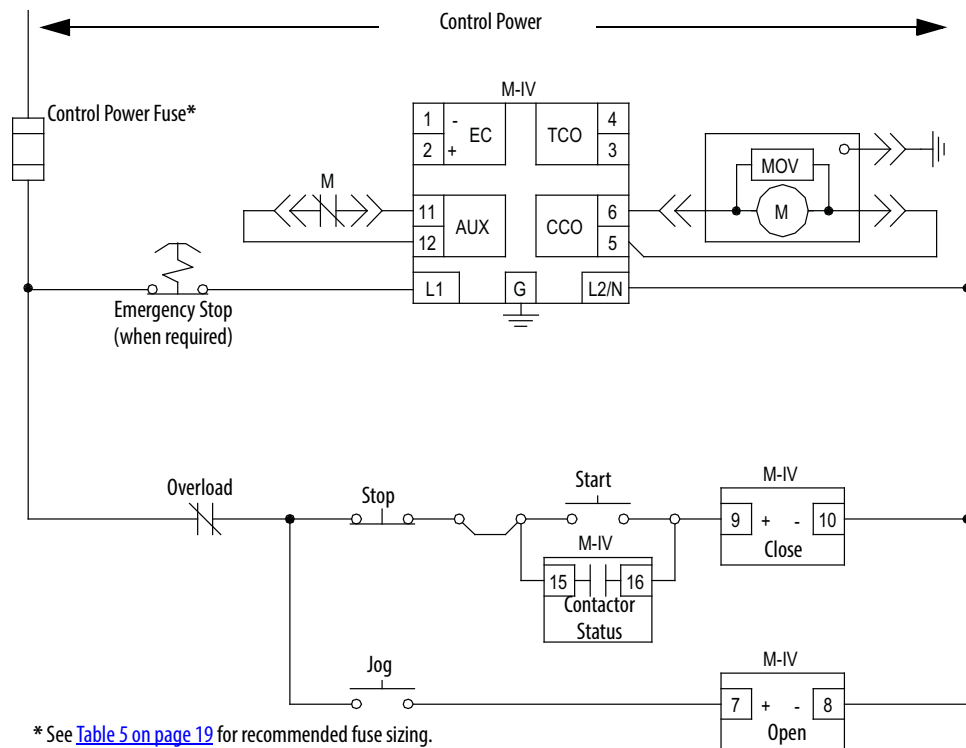 Control Power
Control Power Fuse*
M-IV
1 - EC TCO 4
2 + 3
MOV
M
M
11 AUX CCO 6
12 5
L1 G L2/N
Emergency Stop
(when required)
Overload
Stop
Start
M-IV
9 + - 10
Close
M-IV
15 16
Contactor
Status
Jog
M-IV
7 + - 8
Open
* See Table 5 on page 19 for recommended fuse sizing.